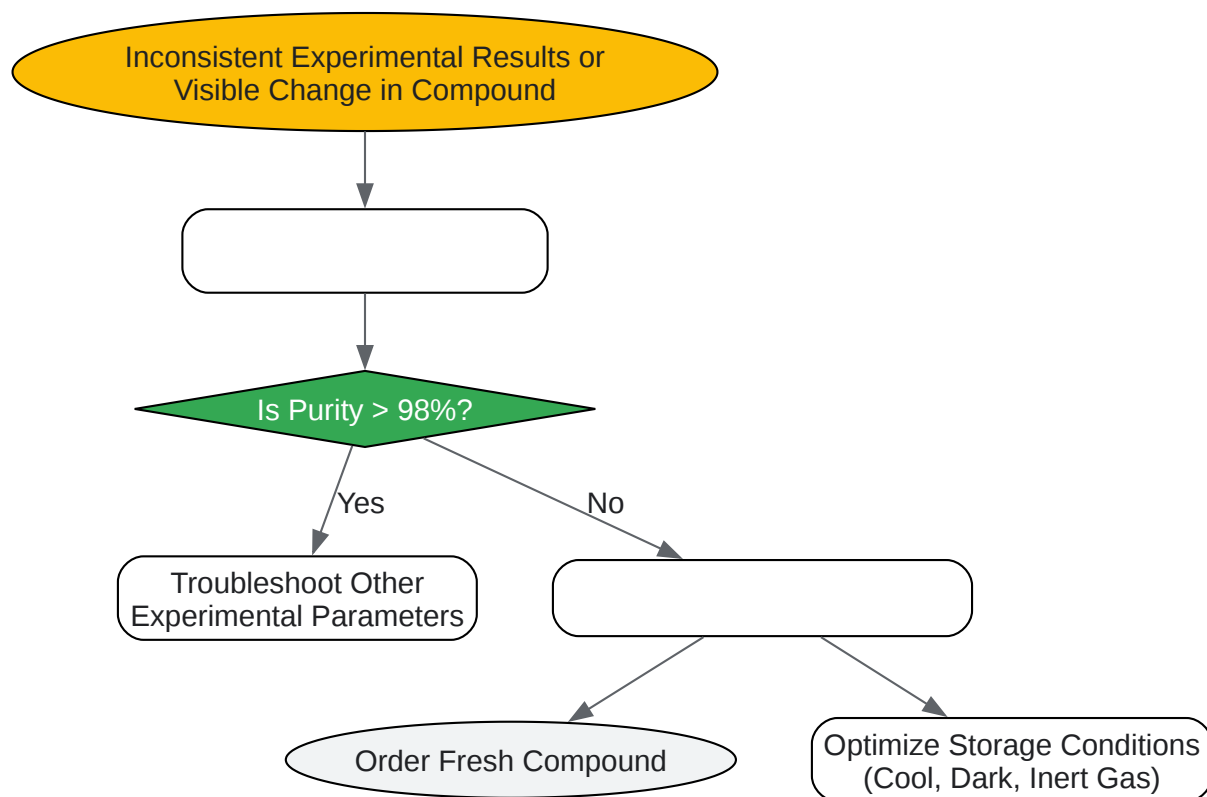 Inconsistent Experimental Results or
Visible Change in Compound
Is Purity > 98%?
Yes
No
Troubleshoot Other
Experimental Parameters
Order Fresh Compound
Optimize Storage Conditions
(Cool, Dark, Inert Gas)